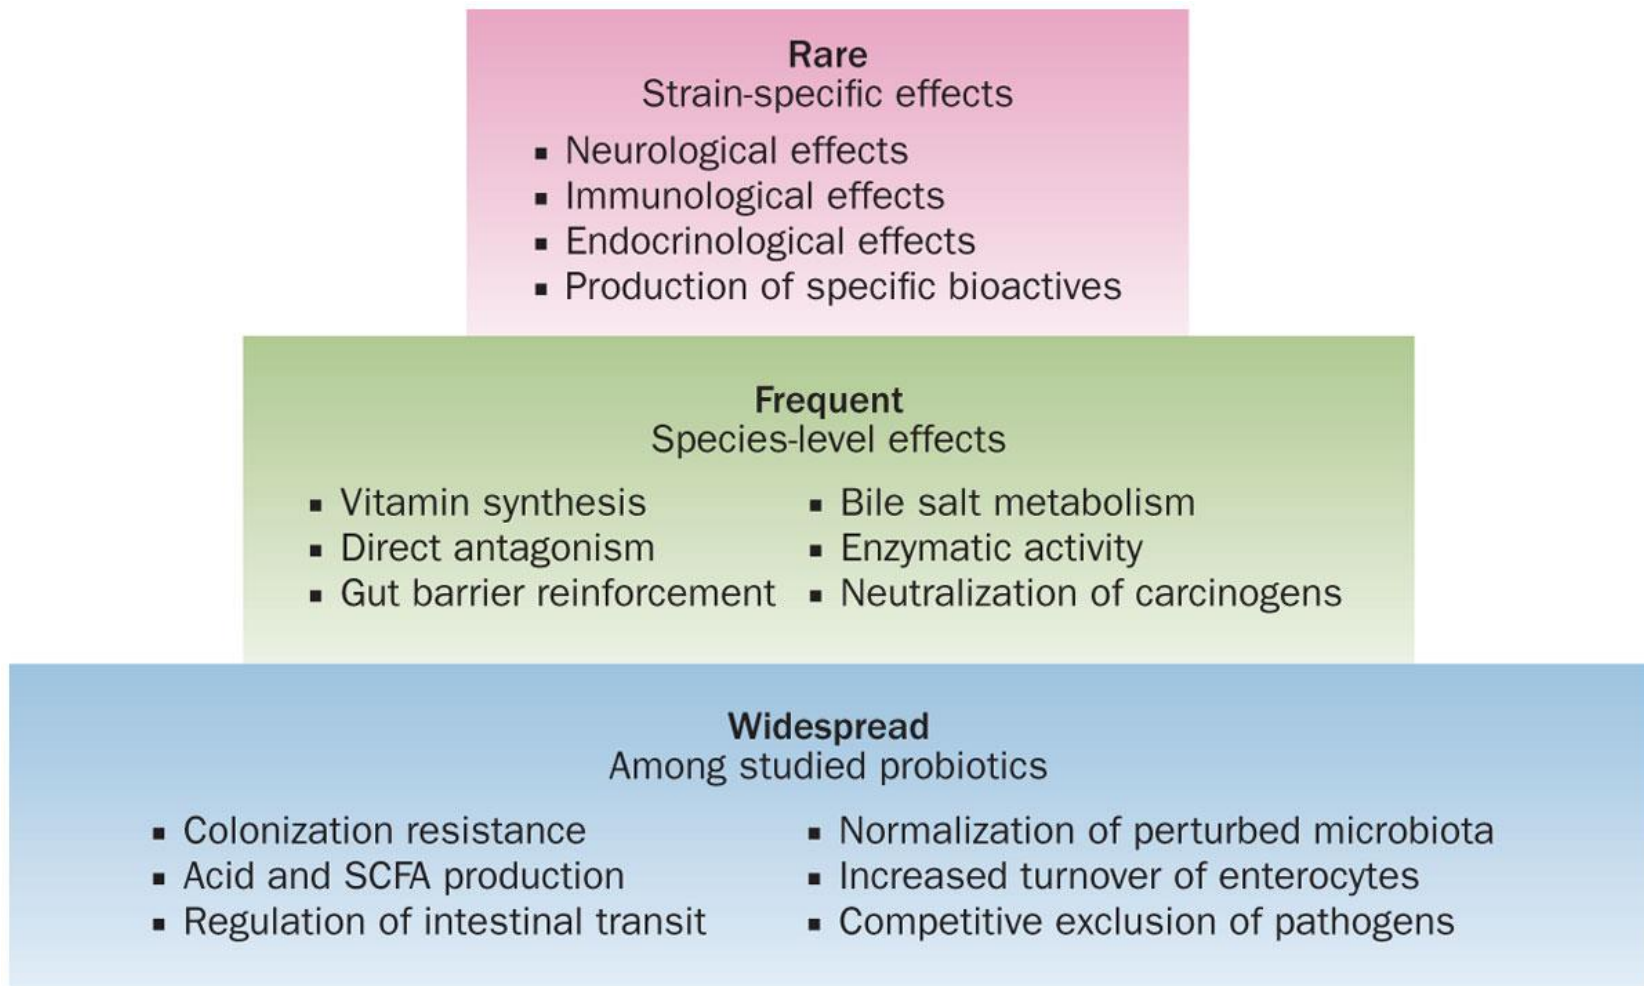 Rare
Strain-specific effects
▪ Neurological effects
▪ Immunological effects
▪ Endocrinological effects
▪ Production of specific bioactives
Frequent
Species-level effects
▪ Vitamin synthesis
▪ Direct antagonism
▪ Gut barrier reinforcement
▪ Bile salt metabolism
▪ Enzymatic activity
▪ Neutralization of carcinogens
Widespread
Among studied probiotics
▪ Colonization resistance
▪ Acid and SCFA production
▪ Regulation of intestinal transit
▪ Normalization of perturbed microbiota
▪ Increased turnover of enterocytes
▪ Competitive exclusion of pathogens